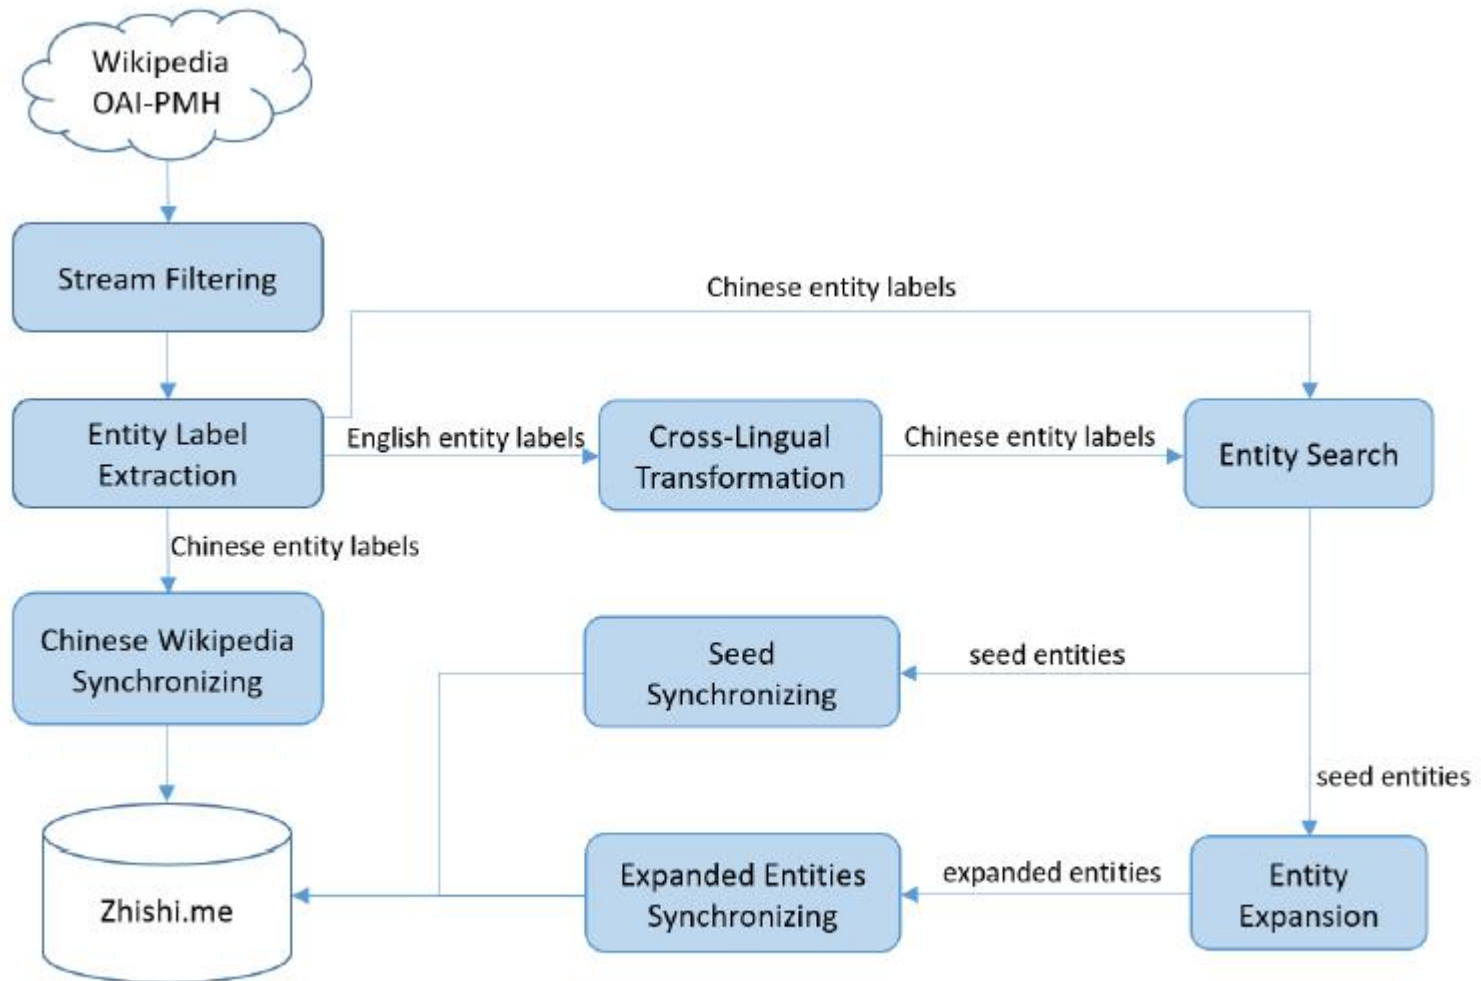 Wikipedia
OAI-PMH
Stream Filtering
Chinese entity labels
Entity Label
Extraction
English entity labels
Cross-Lingual
Transformation
Chinese entity labels
Entity Search
Chinese entity labels
Chinese Wikipedia
Synchronizing
Seed
Synchronizing
seed entities
seed entities
Zhishi.me
Expanded Entities
Synchronizing
expanded entities
Entity
Expansion